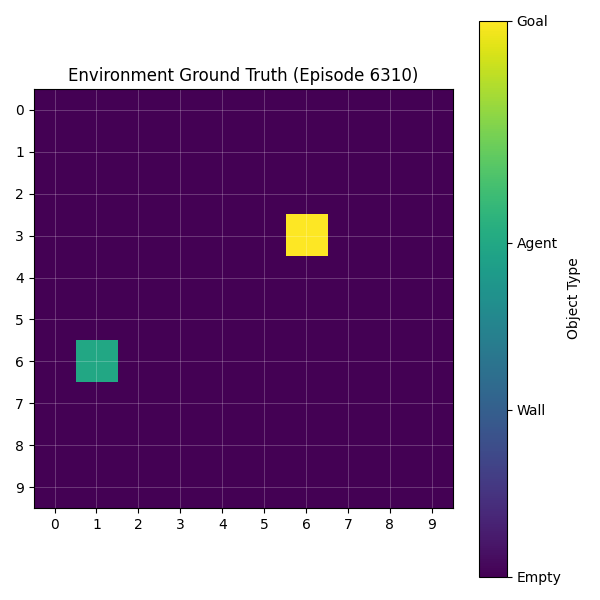 Environment Ground Truth (Episode 6310)
Goal
Agent
Wall
Empty
Object Type
0
1
2
3
4
5
6
7
8
9
0 1 2 3 4 5 6 7 8 9